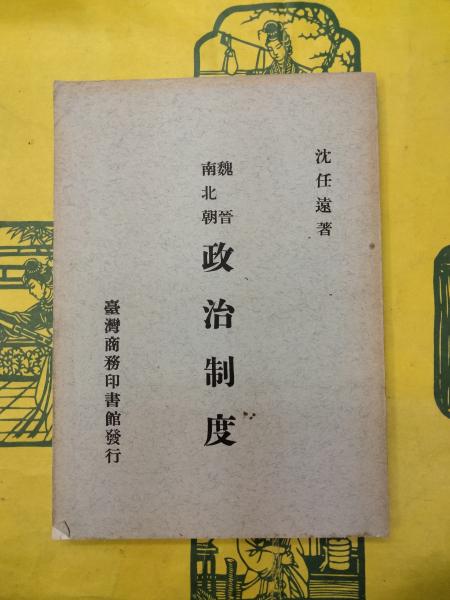 沈任遠著
魏晉
南北朝
政治制度
臺灣商務印書館發行